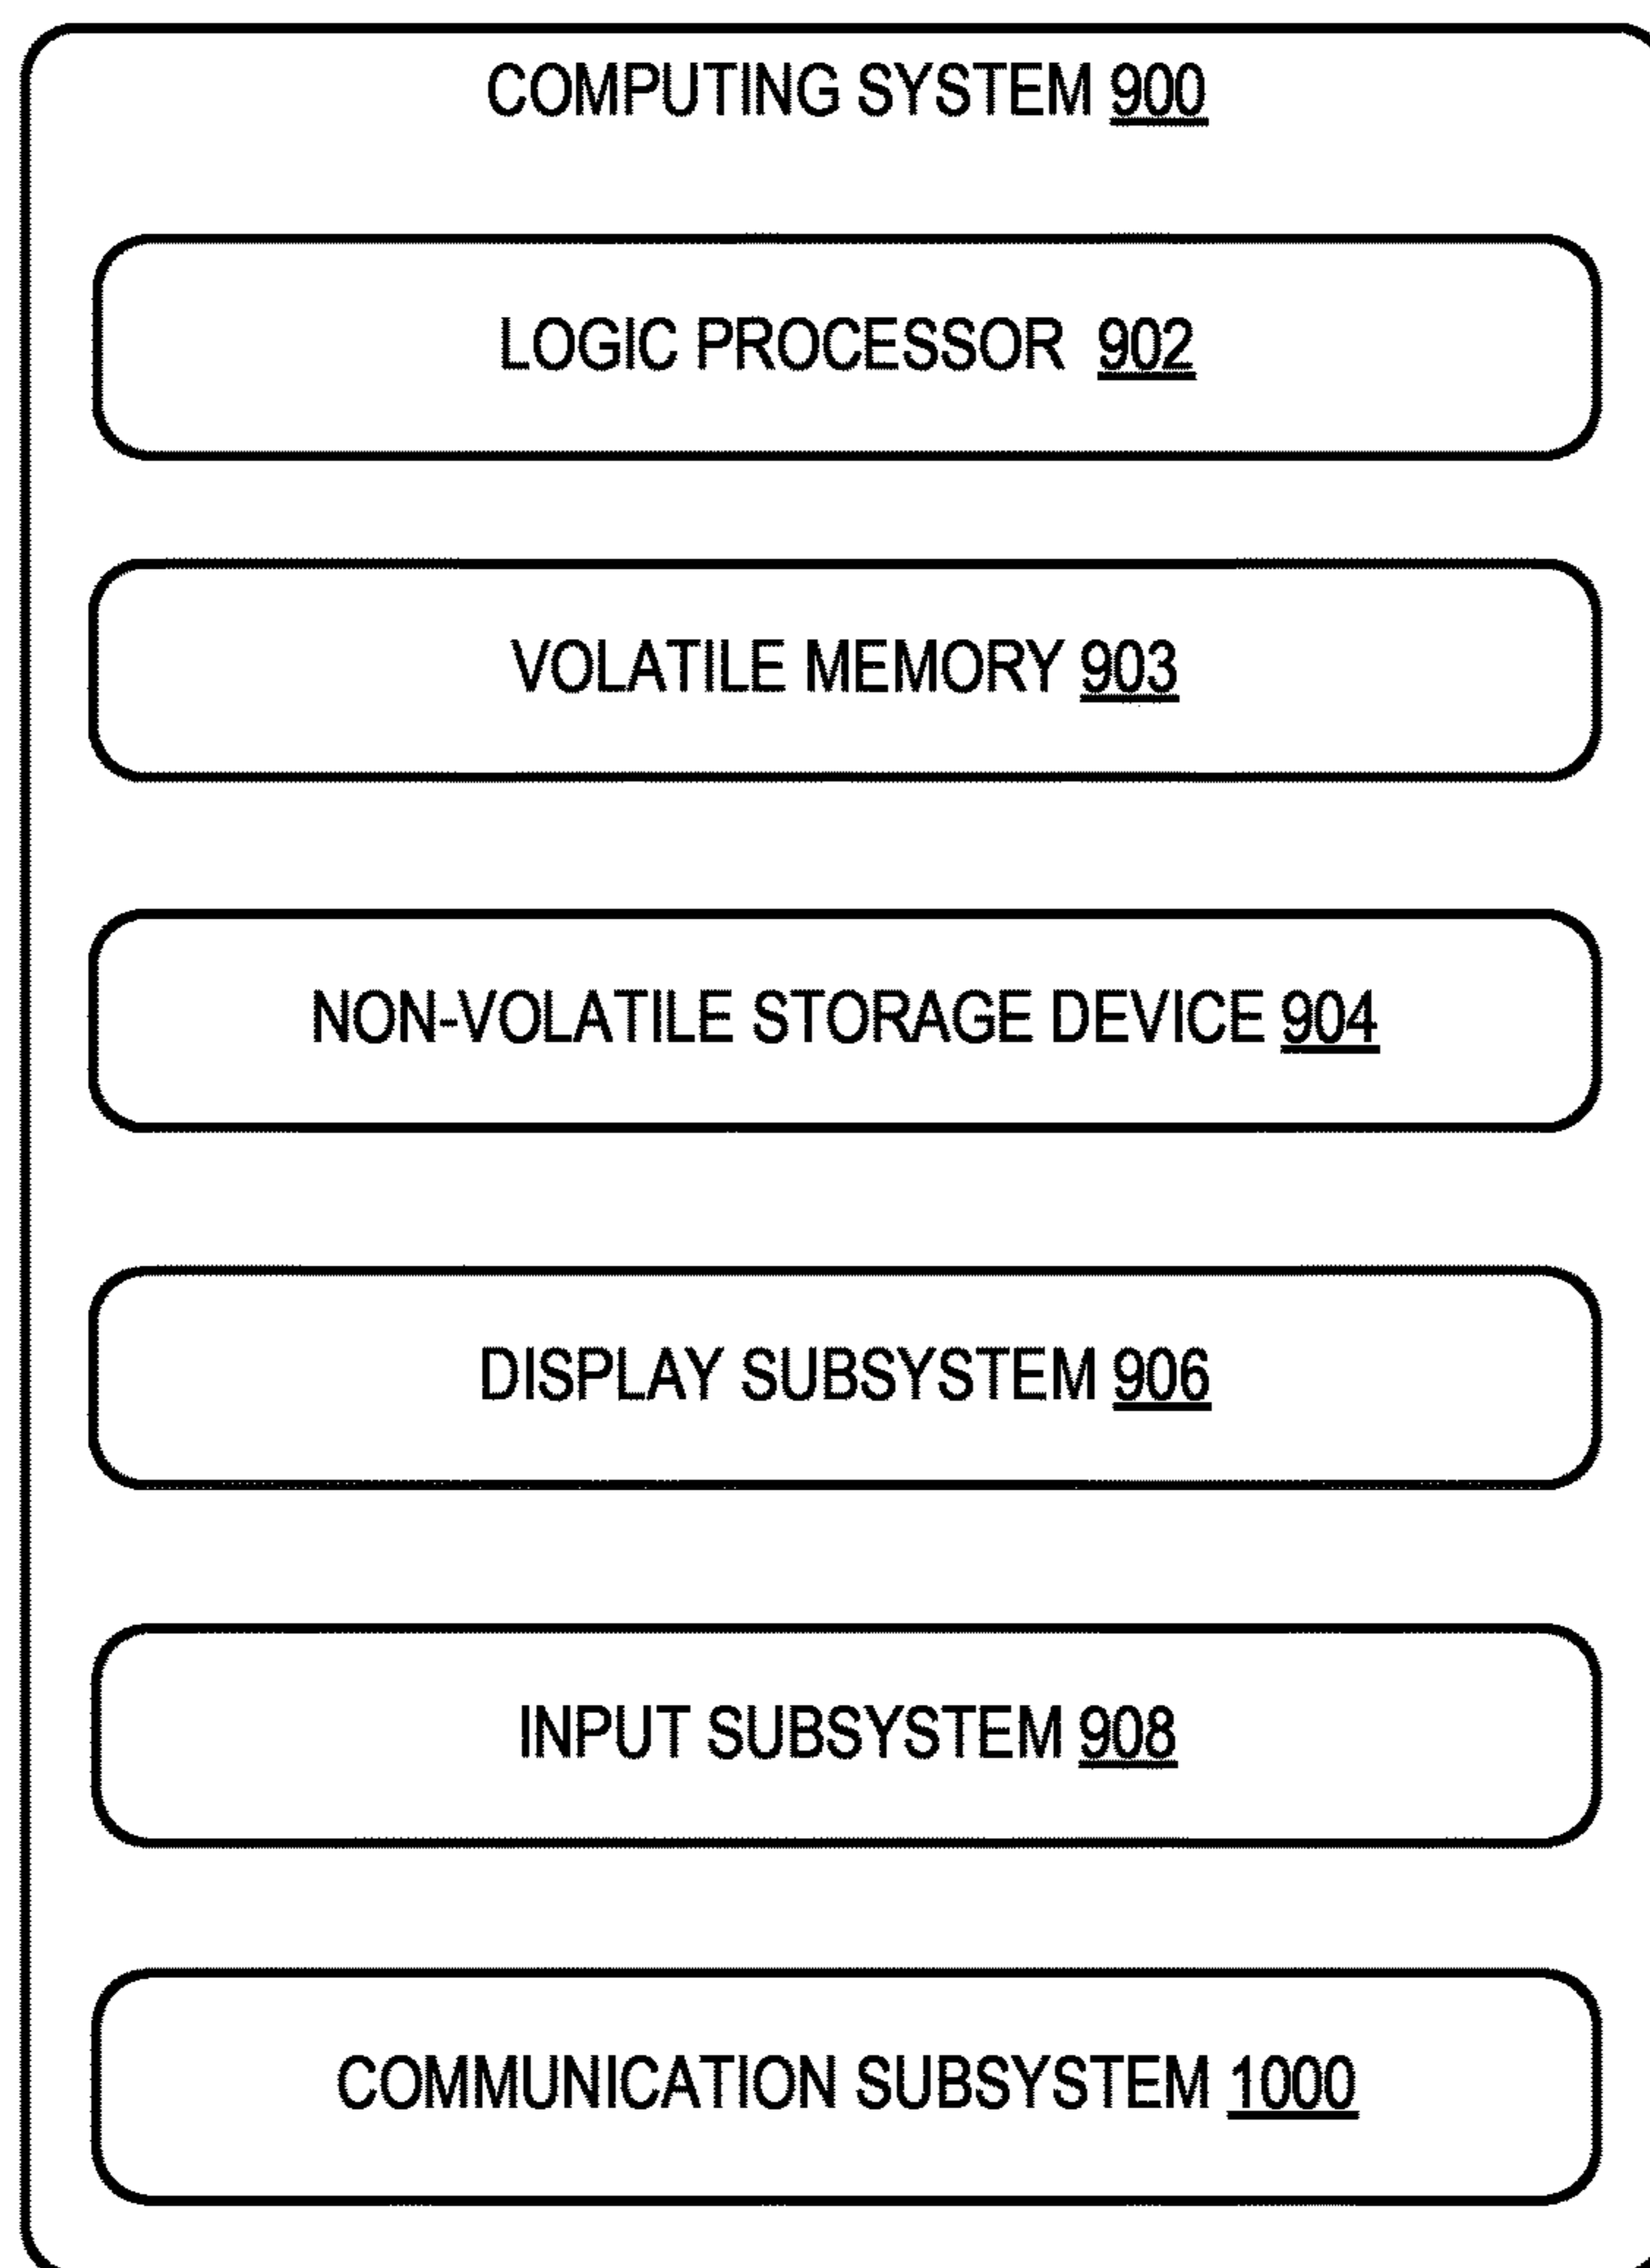 COMPUTING SYSTEM 900
LOGIC PROCESSOR 902
VOLATILE MEMORY 903
NON-VOLATILE STORAGE DEVICE 904
DISPLAY SUBSYSTEM 906
INPUT SUBSYSTEM 908
COMMUNICATION SUBSYSTEM 1000